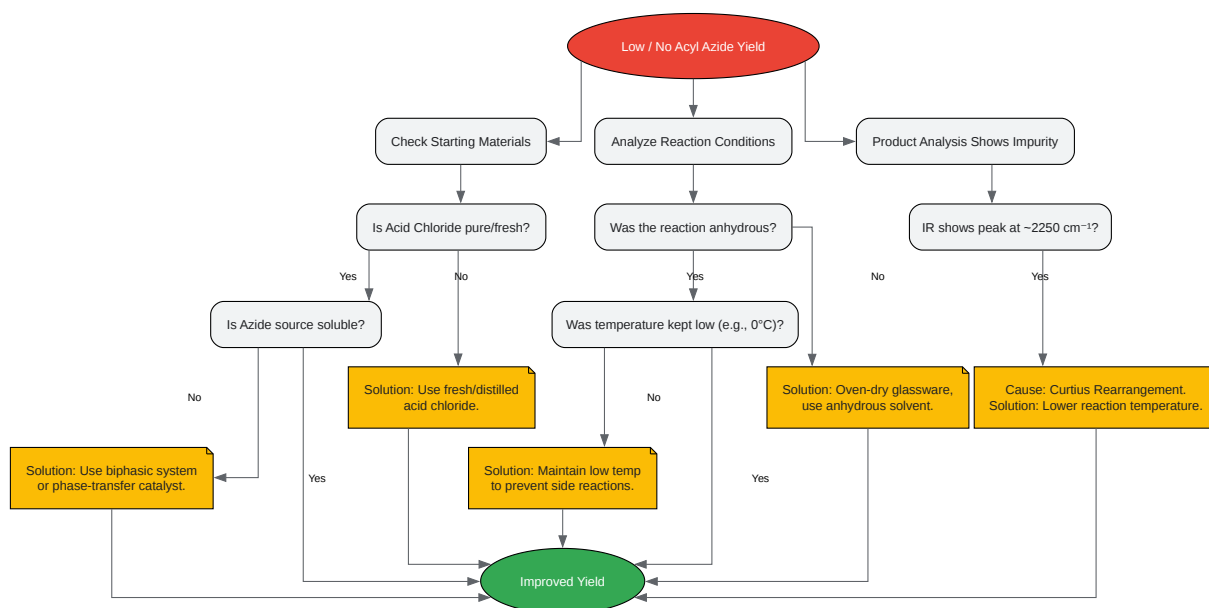 Low / No Acyl Azide Yield
Check Starting Materials
Analyze Reaction Conditions
Product Analysis Shows Impurity
Is Acid Chloride pure/fresh?
Was the reaction anhydrous?
IR shows peak at ~2250 cm⁻¹?
Yes
No
Yes
No
Yes
Is Azide source soluble?
Was temperature kept low (e.g., 0°C)?
No
Solution: Use fresh/distilled
acid chloride.
No
Solution: Oven-dry glassware,
use anhydrous solvent.
Cause: Curtius Rearrangement.
Solution: Lower reaction temperature.
Solution: Use biphasic system
or phase-transfer catalyst.
Yes
Solution: Maintain low temp
to prevent side reactions.
Yes
Improved Yield